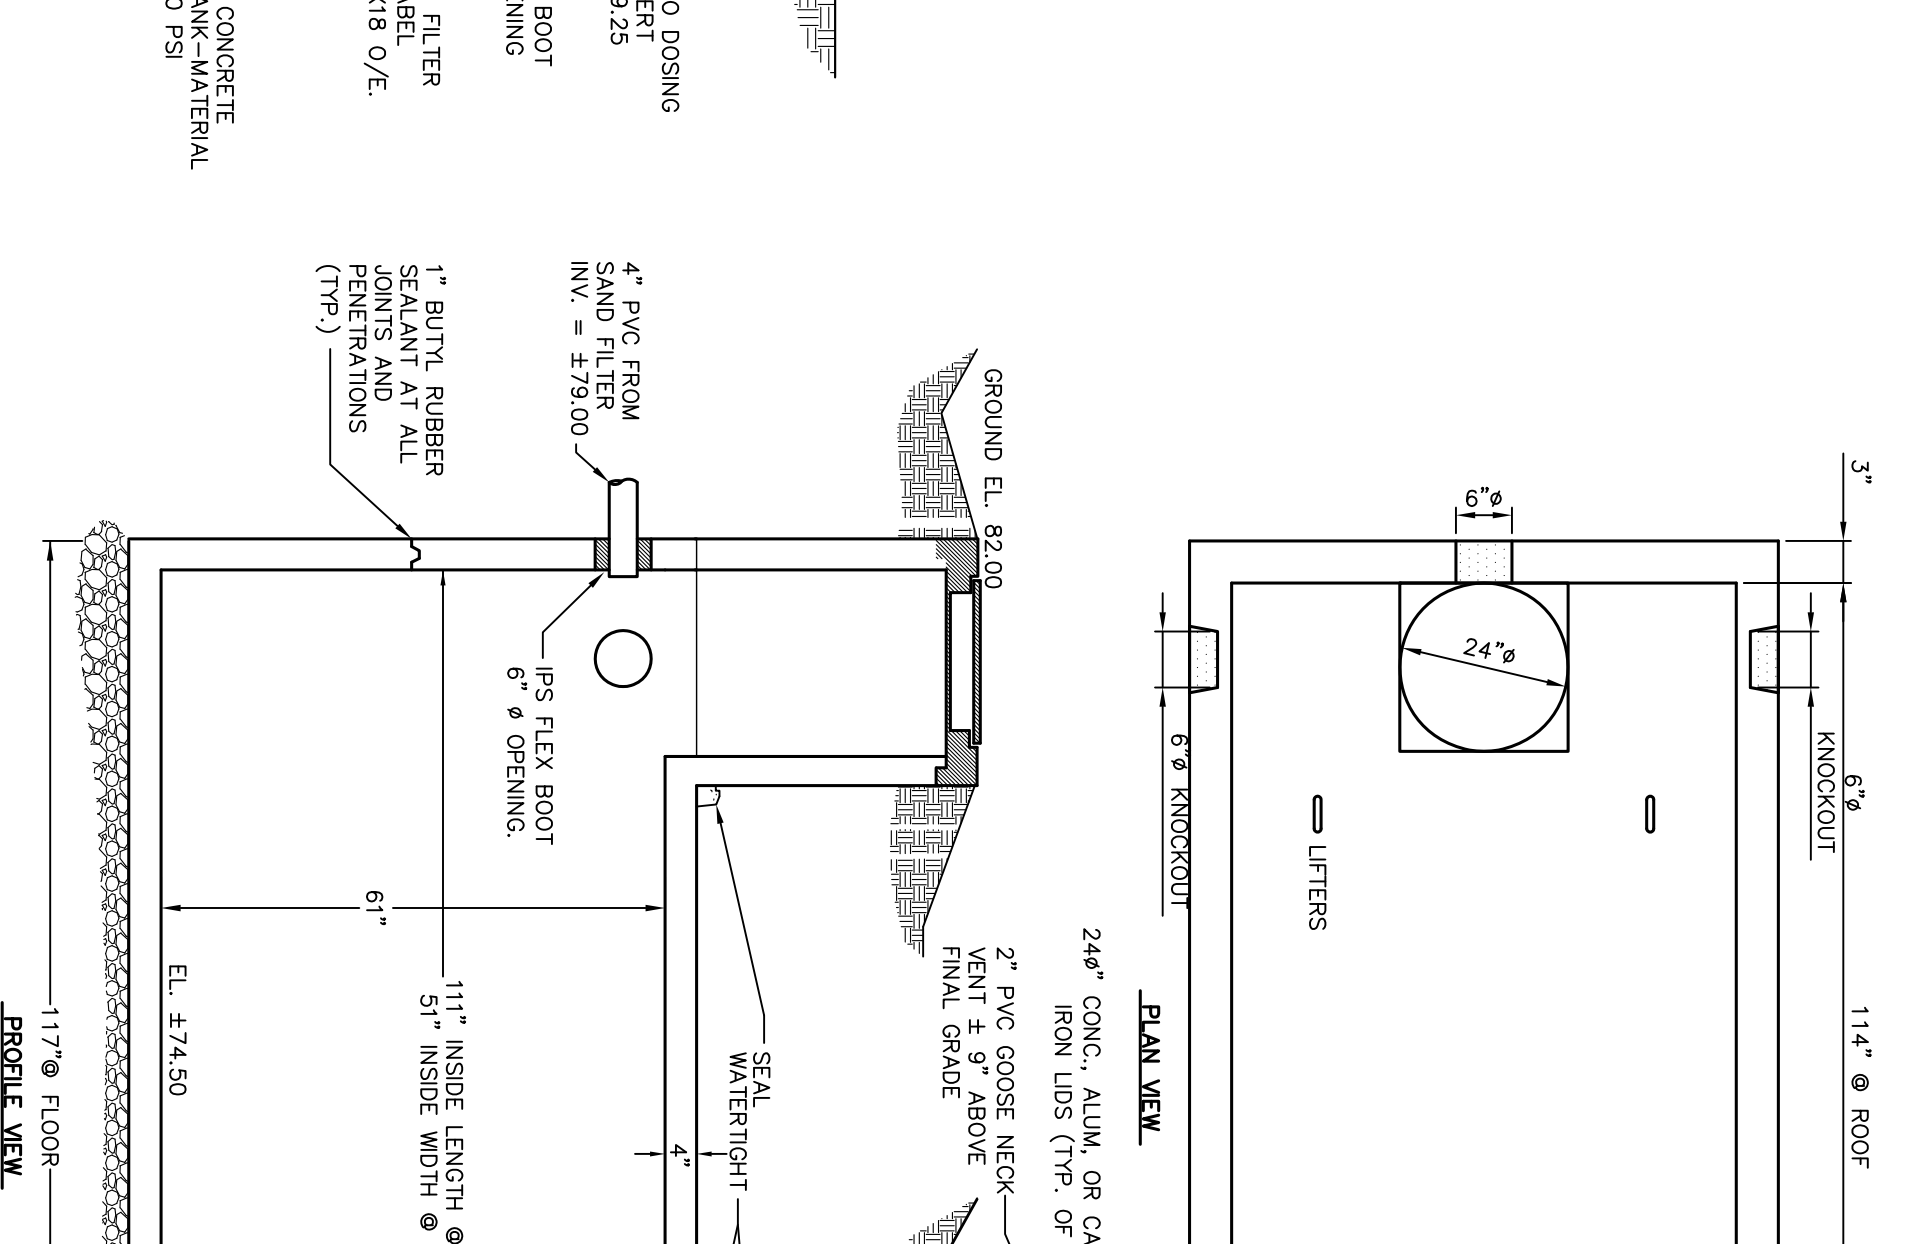 3"
6"ø
24"ø
KNOCKOUT
6"ø
LIFTERS
6"ø KNOCKOUT
114" @ ROOF
PLAN VIEW
24ø" CONC., ALUM, OR CA
IRON LIDS (TYP. OF
O DOSING
ERT
9.25
BOOT
NING
FILTER
ABEL
X18 O/E.
CONCRETE
ANK-MATERIAL
0 PSI
GROUND EL. 82.00
4" PVC FROM
SAND FILTER
INV. = ±79.00
1" BUTYL RUBBER
SEALANT AT ALL
JOINTS AND
PENETRATIONS
(TYP.)
IPS FLEX BOOT
6" ø OPENING.
2" PVC GOOSE NECK
VENT ± 9" ABOVE
FINAL GRADE
SEAL
WATERTIGHT
4"
61"
111" INSIDE LENGTH @
51" INSIDE WIDTH @
EL. ±74.50
117"@ FLOOR
PROFILE VIEW